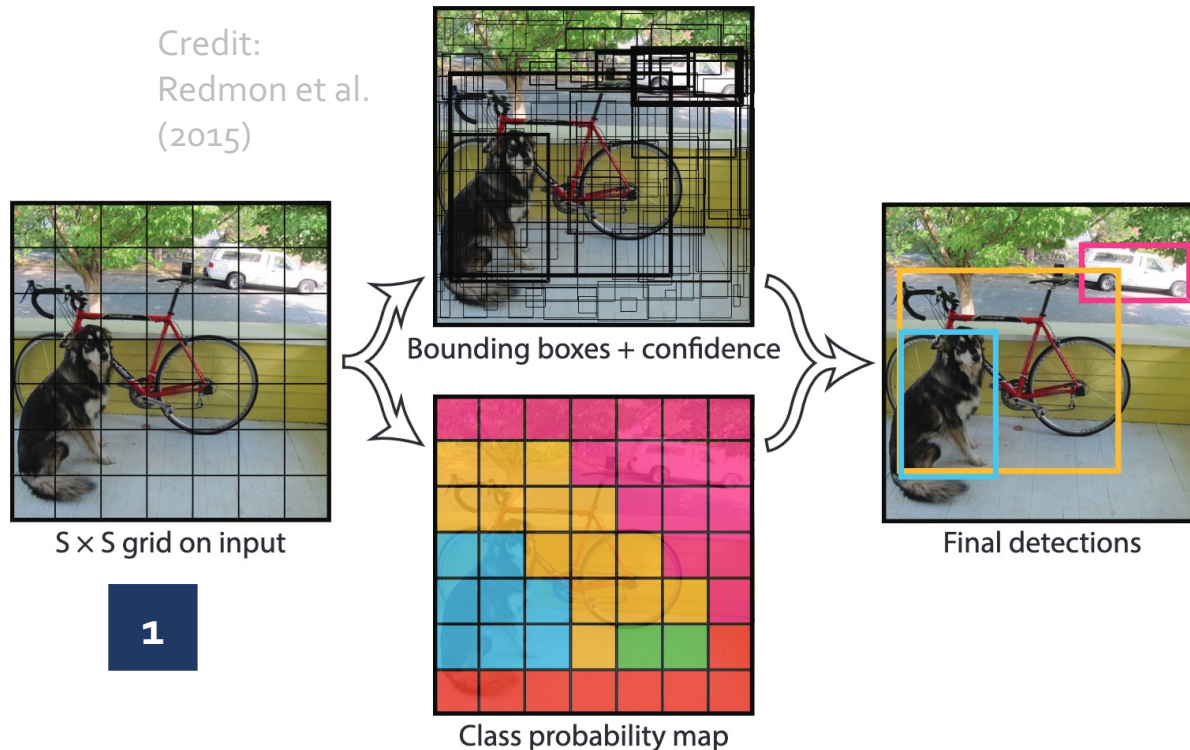 Credit:
Redmon et al.
(2015)
Bounding boxes + confidence
S × S grid on input
Final detections
1
Class probability map